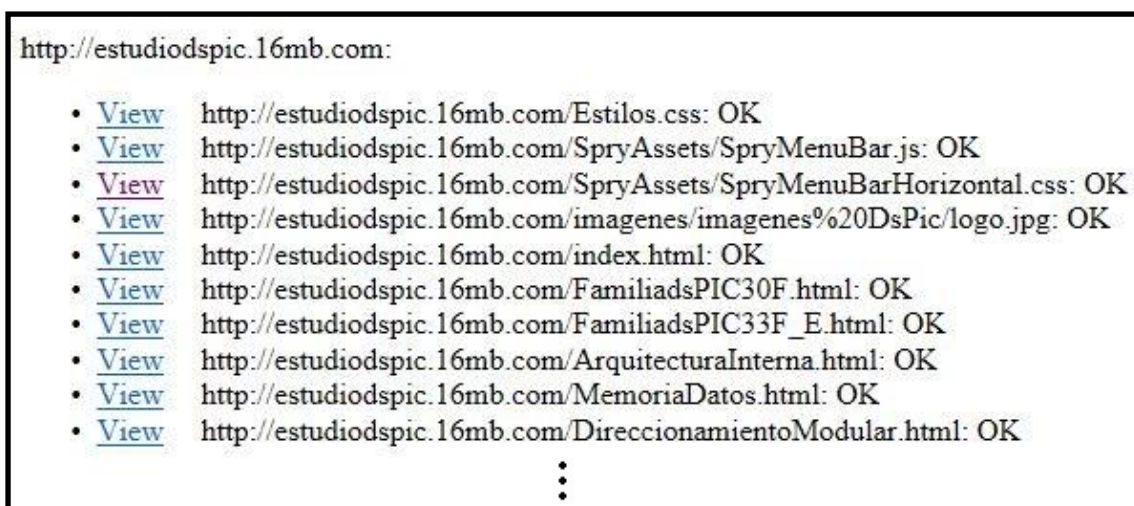 http://estudiodspic.16mb.com:
• View http://estudiodspic.16mb.com/Estilos.css: OK
• View http://estudiodspic.16mb.com/SpryAssets/SpryMenuBar.js: OK
• View http://estudiodspic.16mb.com/SpryAssets/SpryMenuBarHorizontal.css: OK
• View http://estudiodspic.16mb.com/imagenes/imagenes%20DsPic/logo.jpg: OK
• View http://estudiodspic.16mb.com/index.html: OK
• View http://estudiodspic.16mb.com/FamiliadsPIC30F.html: OK
• View http://estudiodspic.16mb.com/FamiliadsPIC33F_E.html: OK
• View http://estudiodspic.16mb.com/ArquitecturaInterna.html: OK
• View http://estudiodspic.16mb.com/MemoriaDatos.html: OK
• View http://estudiodspic.16mb.com/DireccionamientoModular.html: OK
⋮